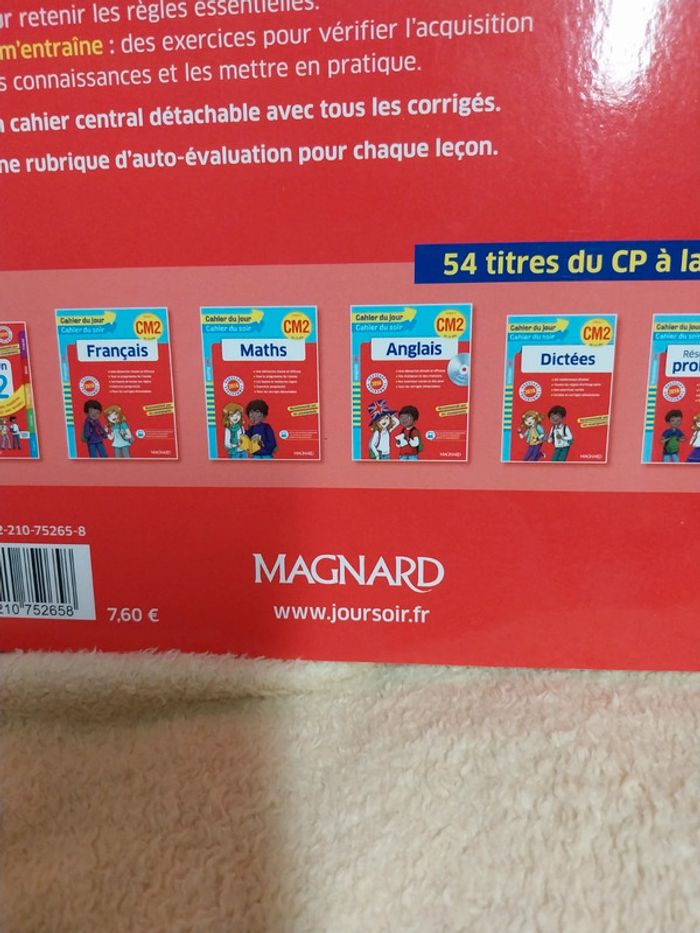 r retenir les règles essentielles.
m'entraîne : des exercices pour vérifier l'acquisition
s connaissances et les mettre en pratique.
cahier central détachable avec tous les corrigés.
ne rubrique d'auto-évaluation pour chaque leçon.
54 titres du CP à la
Cahier du jour
Cahier du soir
CM2
Français
MAGNARD
Cahier du jour
Cahier du soir
CM2
Maths
MAGNARD
Cahier du jour
Cahier du soir
CM2
Anglais
MAGNARD
Cahier du jour
Cahier du soir
CM2
Dictées
MAGNARD
Cahier du jour
Cahier du soir
2-210-75265-8
210 752658
7,60 €
MAGNARD
www.joursoir.fr